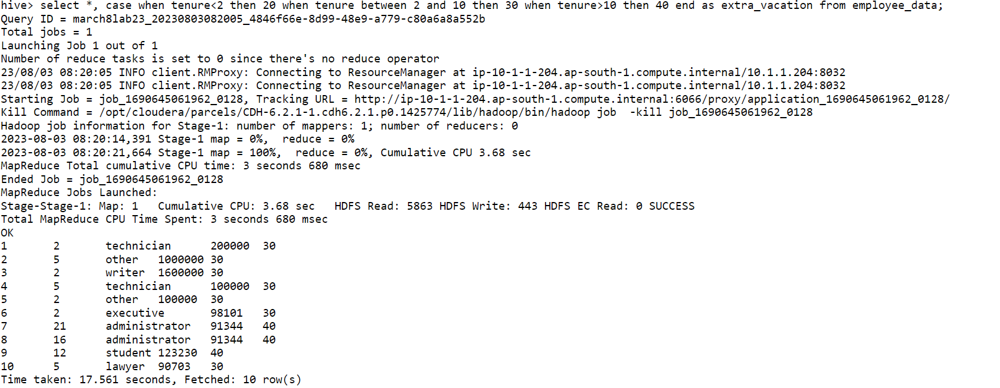 hive> select *, case when tenure<2 then 20 when tenure between 2 and 10 then 30 when tenure>10 then 40 end as extra_vacation from employee_data;
Query ID = march8lab23_20230803082005_4846f66e-8d99-48e9-a779-c80a6a8a552b
Total jobs = 1
Launching Job 1 out of 1
Number of reduce tasks is set to 0 since there's no reduce operator
23/08/03 08:20:05 INFO client.RMProxy: Connecting to ResourceManager at ip-10-1-1-204.ap-south-1.compute.internal/10.1.1.204:8032
23/08/03 08:20:05 INFO client.RMProxy: Connecting to ResourceManager at ip-10-1-1-204.ap-south-1.compute.internal/10.1.1.204:8032
Starting Job = job_1690645061962_0128, Tracking URL = http://ip-10-1-1-204.ap-south-1.compute.internal:6066/proxy/application_1690645061962_0128/
Kill Command = /opt/cloudera/parcels/CDH-6.2.1-1.cdh6.2.1.p0.1425774/lib/hadoop/bin/hadoop job  -kill job_1690645061962_0128
Hadoop job information for Stage-1: number of mappers: 1; number of reducers: 0
2023-08-03 08:20:14,391 Stage-1 map = 0%,  reduce = 0%
2023-08-03 08:20:21,664 Stage-1 map = 100%,  reduce = 0%, Cumulative CPU 3.68 sec
MapReduce Total cumulative CPU time: 3 seconds 680 msec
Ended Job = job_1690645061962_0128
MapReduce Jobs Launched:
Stage-Stage-1: Map: 1   Cumulative CPU: 3.68 sec   HDFS Read: 5863 HDFS Write: 443 HDFS EC Read: 0 SUCCESS
Total MapReduce CPU Time Spent: 3 seconds 680 msec
OK
1       2       technician      200000  30
2       5       other   1000000 30
3       2       writer  1600000 30
4       5       technician      100000  30
5       2       other   100000  30
6       2       executive       98101   30
7       21      administrator   91344   40
8       16      administrator   91344   40
9       12      student 123230  40
10      5       lawyer  90703   30
Time taken: 17.561 seconds, Fetched: 10 row(s)